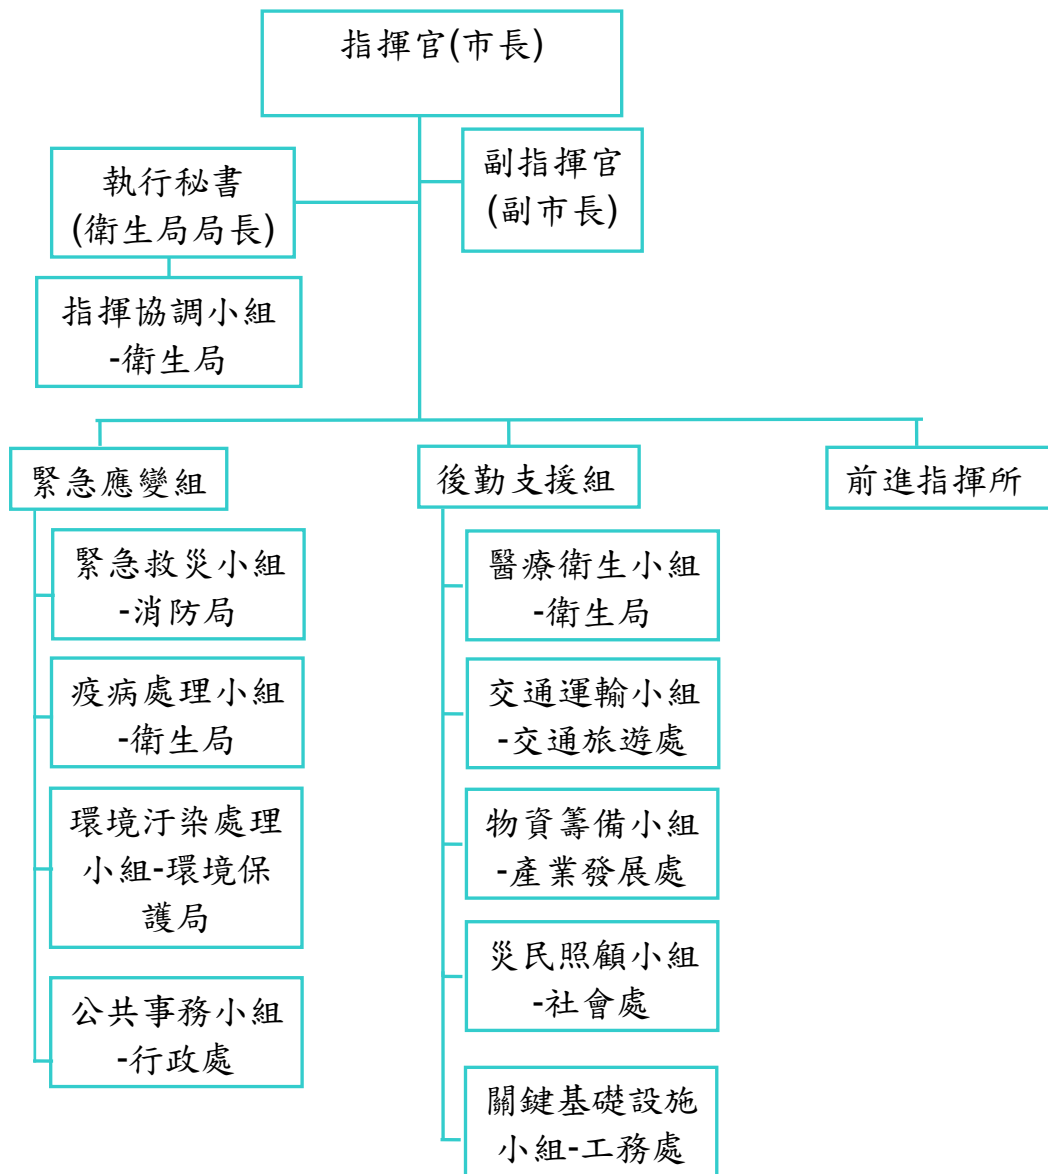 指揮官(市長)
副指揮官
(副市長)
執行秘書
(衛生局局長)
指揮協調小組
-衛生局
緊急應變組
緊急救災小組
-消防局
疫病處理小組
-衛生局
環境汙染處理
小組-環境保
護局
公共事務小組
-行政處
後勤支援組
醫療衛生小組
-衛生局
交通運輸小組
-交通旅遊處
物資籌備小組
-產業發展處
災民照顧小組
-社會處
關鍵基礎設施
小組-工務處
前進指揮所